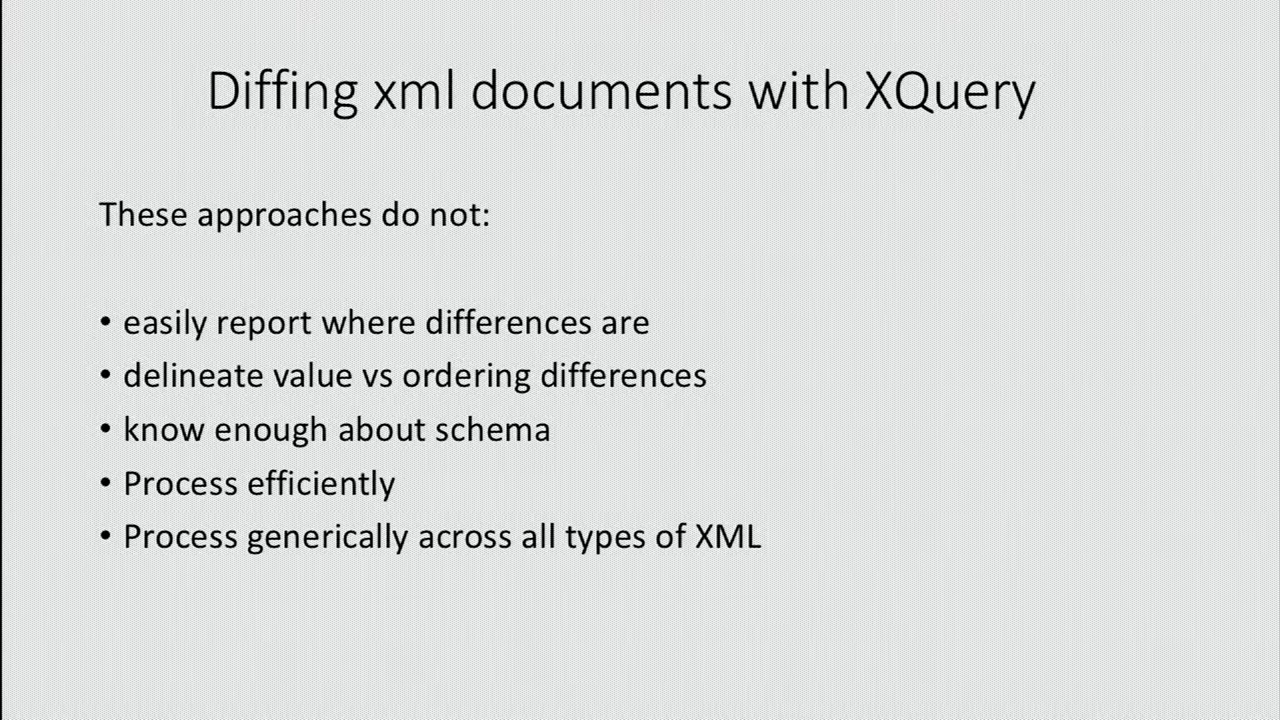 Diffing xml documents with XQuery
These approaches do not:
• easily report where differences are
• delineate value vs ordering differences
• know enough about schema
• Process efficiently
• Process generically across all types of XML